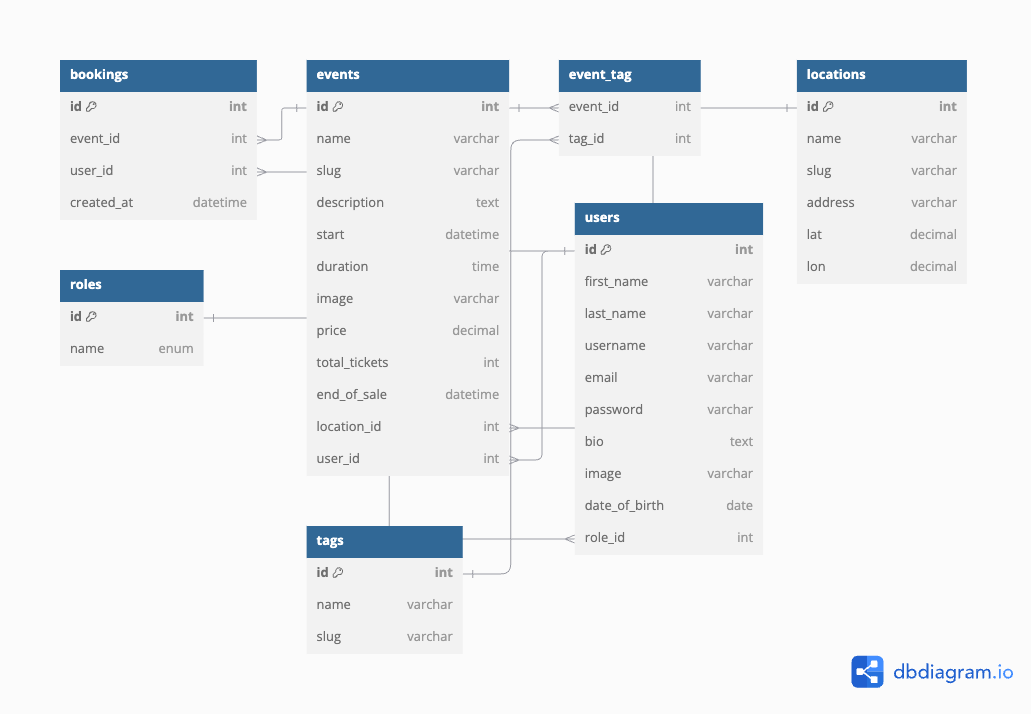 bookings
id int
event_id int
user_id int
created_at datetime
events
id int
name varchar
slug varchar
description text
start datetime
duration time
image varchar
price decimal
total_tickets int
end_of_sale datetime
location_id int
user_id int
event_tag
event_id int
tag_id int
locations
id int
name varchar
slug varchar
address varchar
lat decimal
lon decimal
users
id int
first_name varchar
last_name varchar
username varchar
email varchar
password varchar
bio text
image varchar
date_of_birth date
role_id int
roles
id int
name enum
tags
id int
name varchar
slug varchar
dbdiagram.io